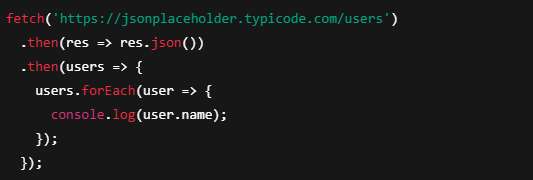 fetch('https://jsonplaceholder.typicode.com/users')
  .then(res => res.json())
  .then(users => {
    users.forEach(user => {
      console.log(user.name);
    });
  });